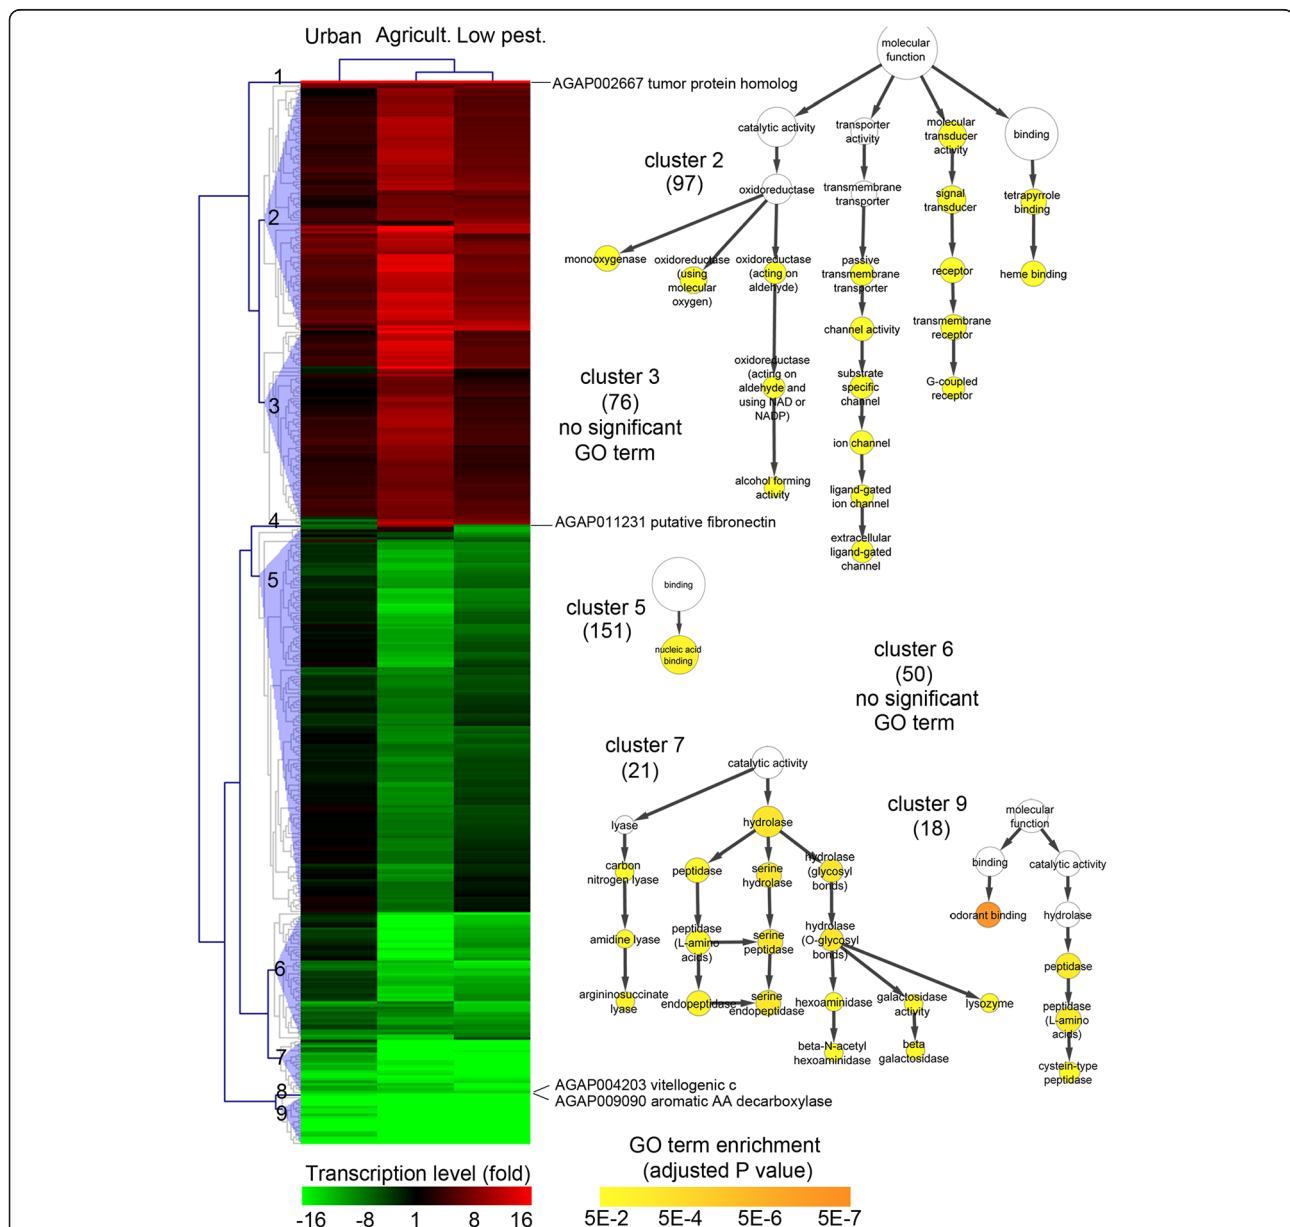 Urban Agricult. Low pest.
1
2
3
4
5
6
7
8
9
AGAP002667 tumor protein homolog
AGAP011231 putative fibronectin
AGAP004203 vitellogenic c
AGAP009090 aromatic AA decarboxylase
cluster 2
(97)
molecular
function
catalytic activity
transporter
activity
molecular
transducer
activity
binding
oxidoreductase
transmembrane
transporter
signal
transducer
tetrapyrrole
binding
monooxygenase
oxidoreductase
(using
molecular
oxygen)
oxidoreductase
(acting on
aldehyde)
passive
transmembrane
transporter
receptor
heme binding
channel activity
transmembrane
receptor
oxidoreductase
(acting on
aldehyde and
using NAD or
NADP)
substrate
specific
channel
G-coupled
receptor
ion channel
alcohol forming
activity
ligand-gated
ion channel
extracellular
ligand-gated
channel
cluster 3
(76)
no significant
GO term
cluster 5
(151)
binding
nucleic acid
binding
cluster 6
(50)
no significant
GO term
cluster 7
(21)
catalytic activity
lyase
hydrolase
carbon
nitrogen lyase
peptidase
serine
hydrolase
hydrolase
(glycosyl
bonds)
amidine lyase
peptidase
(L-amino
acids)
serine
peptidase
hydrolase
(O-glycosyl
bonds)
argininosuccinate
lyase
endopeptidase
serine
endopeptidase
hexoaminidase
galactosidase
activity
lysozyme
beta-N-acetyl
hexoaminidase
beta
galactosidase
cluster 9
(18)
molecular
function
binding
catalytic activity
odorant binding
hydrolase
peptidase
peptidase
(L-amino
acids)
cystein-type
peptidase
Transcription level (fold)
-16 -8 1 8 16
GO term enrichment
(adjusted P value)
5E-2 5E-4 5E-6 5E-7